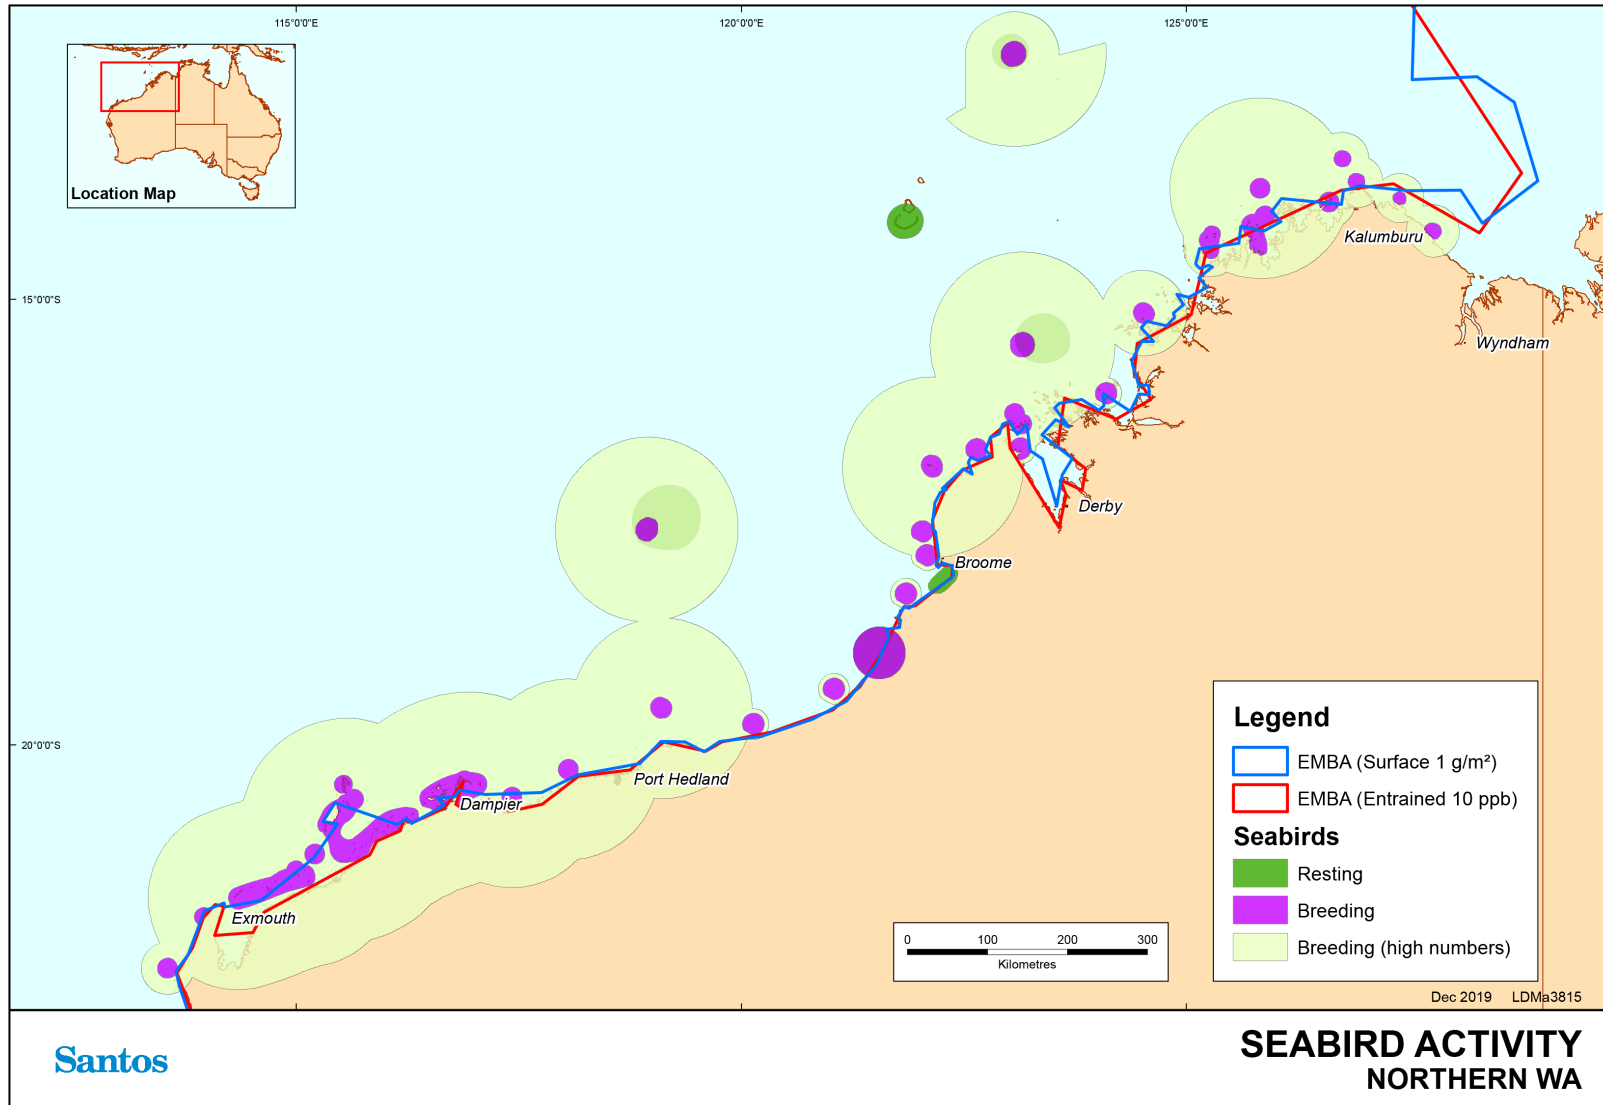 115°0'0"E
120°0'0"E
125°0'0"E
Location Map
Kalumburu
15°0'0"S
Wyndham
Derby
Broome
20°0'0"S
Port Hedland
Dampier
Exmouth
Legend
EMBA (Surface 1 g/m²)
EMBA (Entrained 10 ppb)
Seabirds
Resting
Breeding
Breeding (high numbers)
0 100 200 300
Kilometres
Dec 2019 LDMa3815
Santos
SEABIRD ACTIVITY
NORTHERN WA